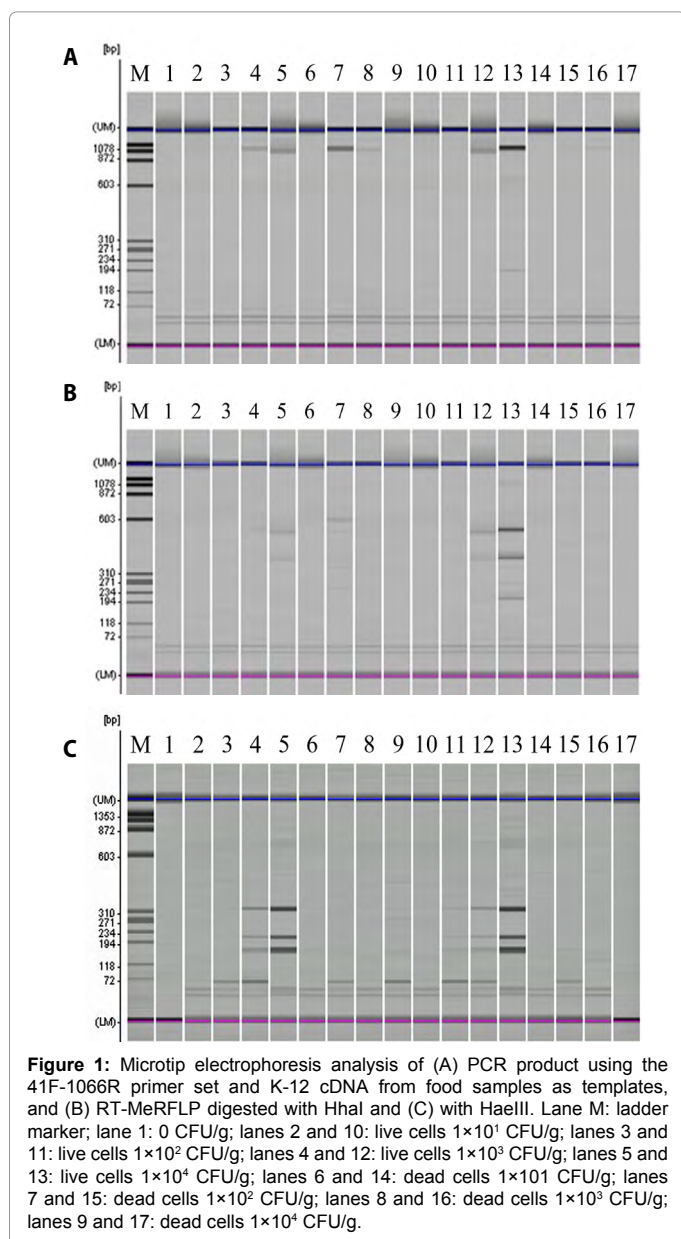 [bp]
A M 1 2 3 4 5 6 7 8 9 10 11 12 13 14 15 16 17
(UM)
1078
872
603
310
271
234
194
118
72
(LM)
[bp]
B
M 1 2 3 4 5 6 7 8 9 10 11 12 13 14 15 16 17
(UM)
1078
872
603
310
271
234
194
118
72
(LM)
[bp]
C M 1 2 3 4 5 6 7 8 9 10 11 12 13 14 15 16 17
(UM)
1353
872
603
310
271
234
194
118
72
(LM)
Figure 1: Microtip electrophoresis analysis of (A) PCR product using the
41F-1066R primer set and K-12 cDNA from food samples as templates,
and (B) RT-MeRFLP digested with HhaI and (C) with HaeIII. Lane M: ladder
marker; lane 1: 0 CFU/g; lanes 2 and 10: live cells 1×10¹ CFU/g; lanes 3 and
11: live cells 1×10² CFU/g; lanes 4 and 12: live cells 1×10³ CFU/g; lanes 5 and
13: live cells 1×10⁴ CFU/g; lanes 6 and 14: dead cells 1×101 CFU/g; lanes
7 and 15: dead cells 1×10² CFU/g; lanes 8 and 16: dead cells 1×10³ CFU/g;
lanes 9 and 17: dead cells 1×10⁴ CFU/g.